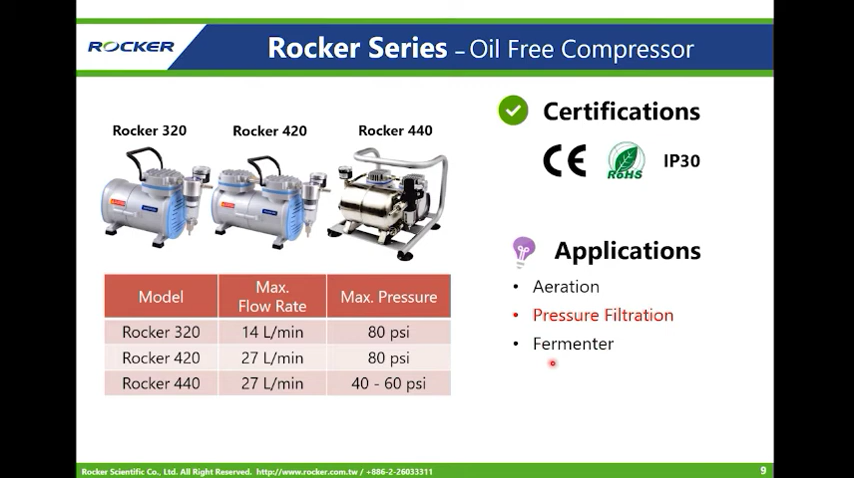 ROCKER
Rocker Series – Oil Free Compressor
Rocker 320
Rocker 420
Rocker 440
Model
Max. Flow Rate
Max. Pressure
Rocker 320 14 L/min 80 psi
Rocker 420 27 L/min 80 psi
Rocker 440 27 L/min 40 - 60 psi
Certifications
CE RoHS IP30
Applications
• Aeration
• Pressure Filtration
• Fermenter
Rocker Scientific Co., Ltd. All Right Reserved. http://www.rocker.com.tw / +886-2-26033311
9